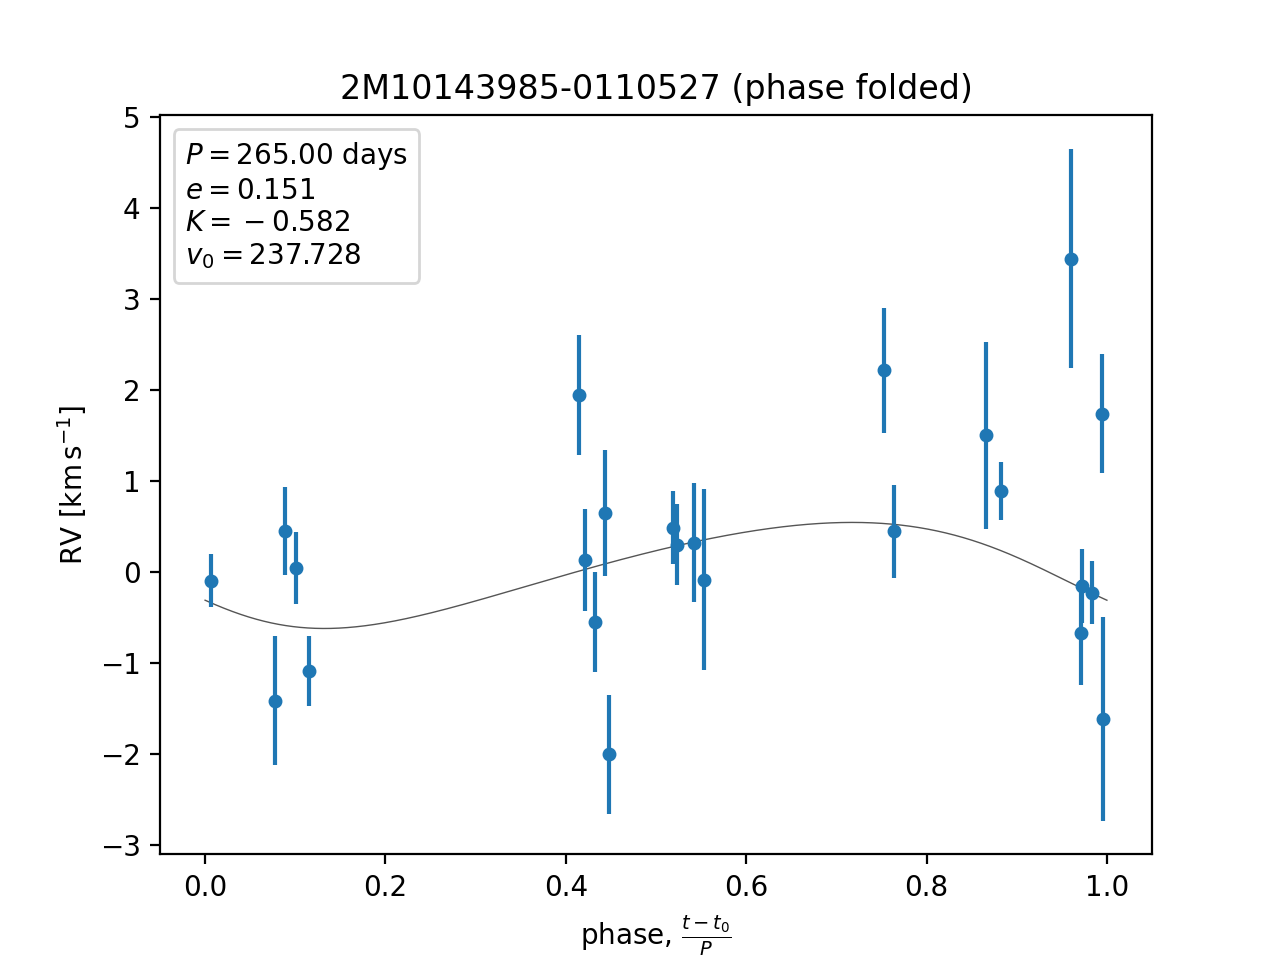 2M10143985-0110527 (phase folded)
P = 265.00 days
e = 0.151
K = −0.582
v₀ = 237.728
RV [km s⁻¹]
5
4
3
2
1
0
−1
−2
−3
0.0 0.2 0.4 0.6 0.8 1.0
phase, (t − t₀)/P